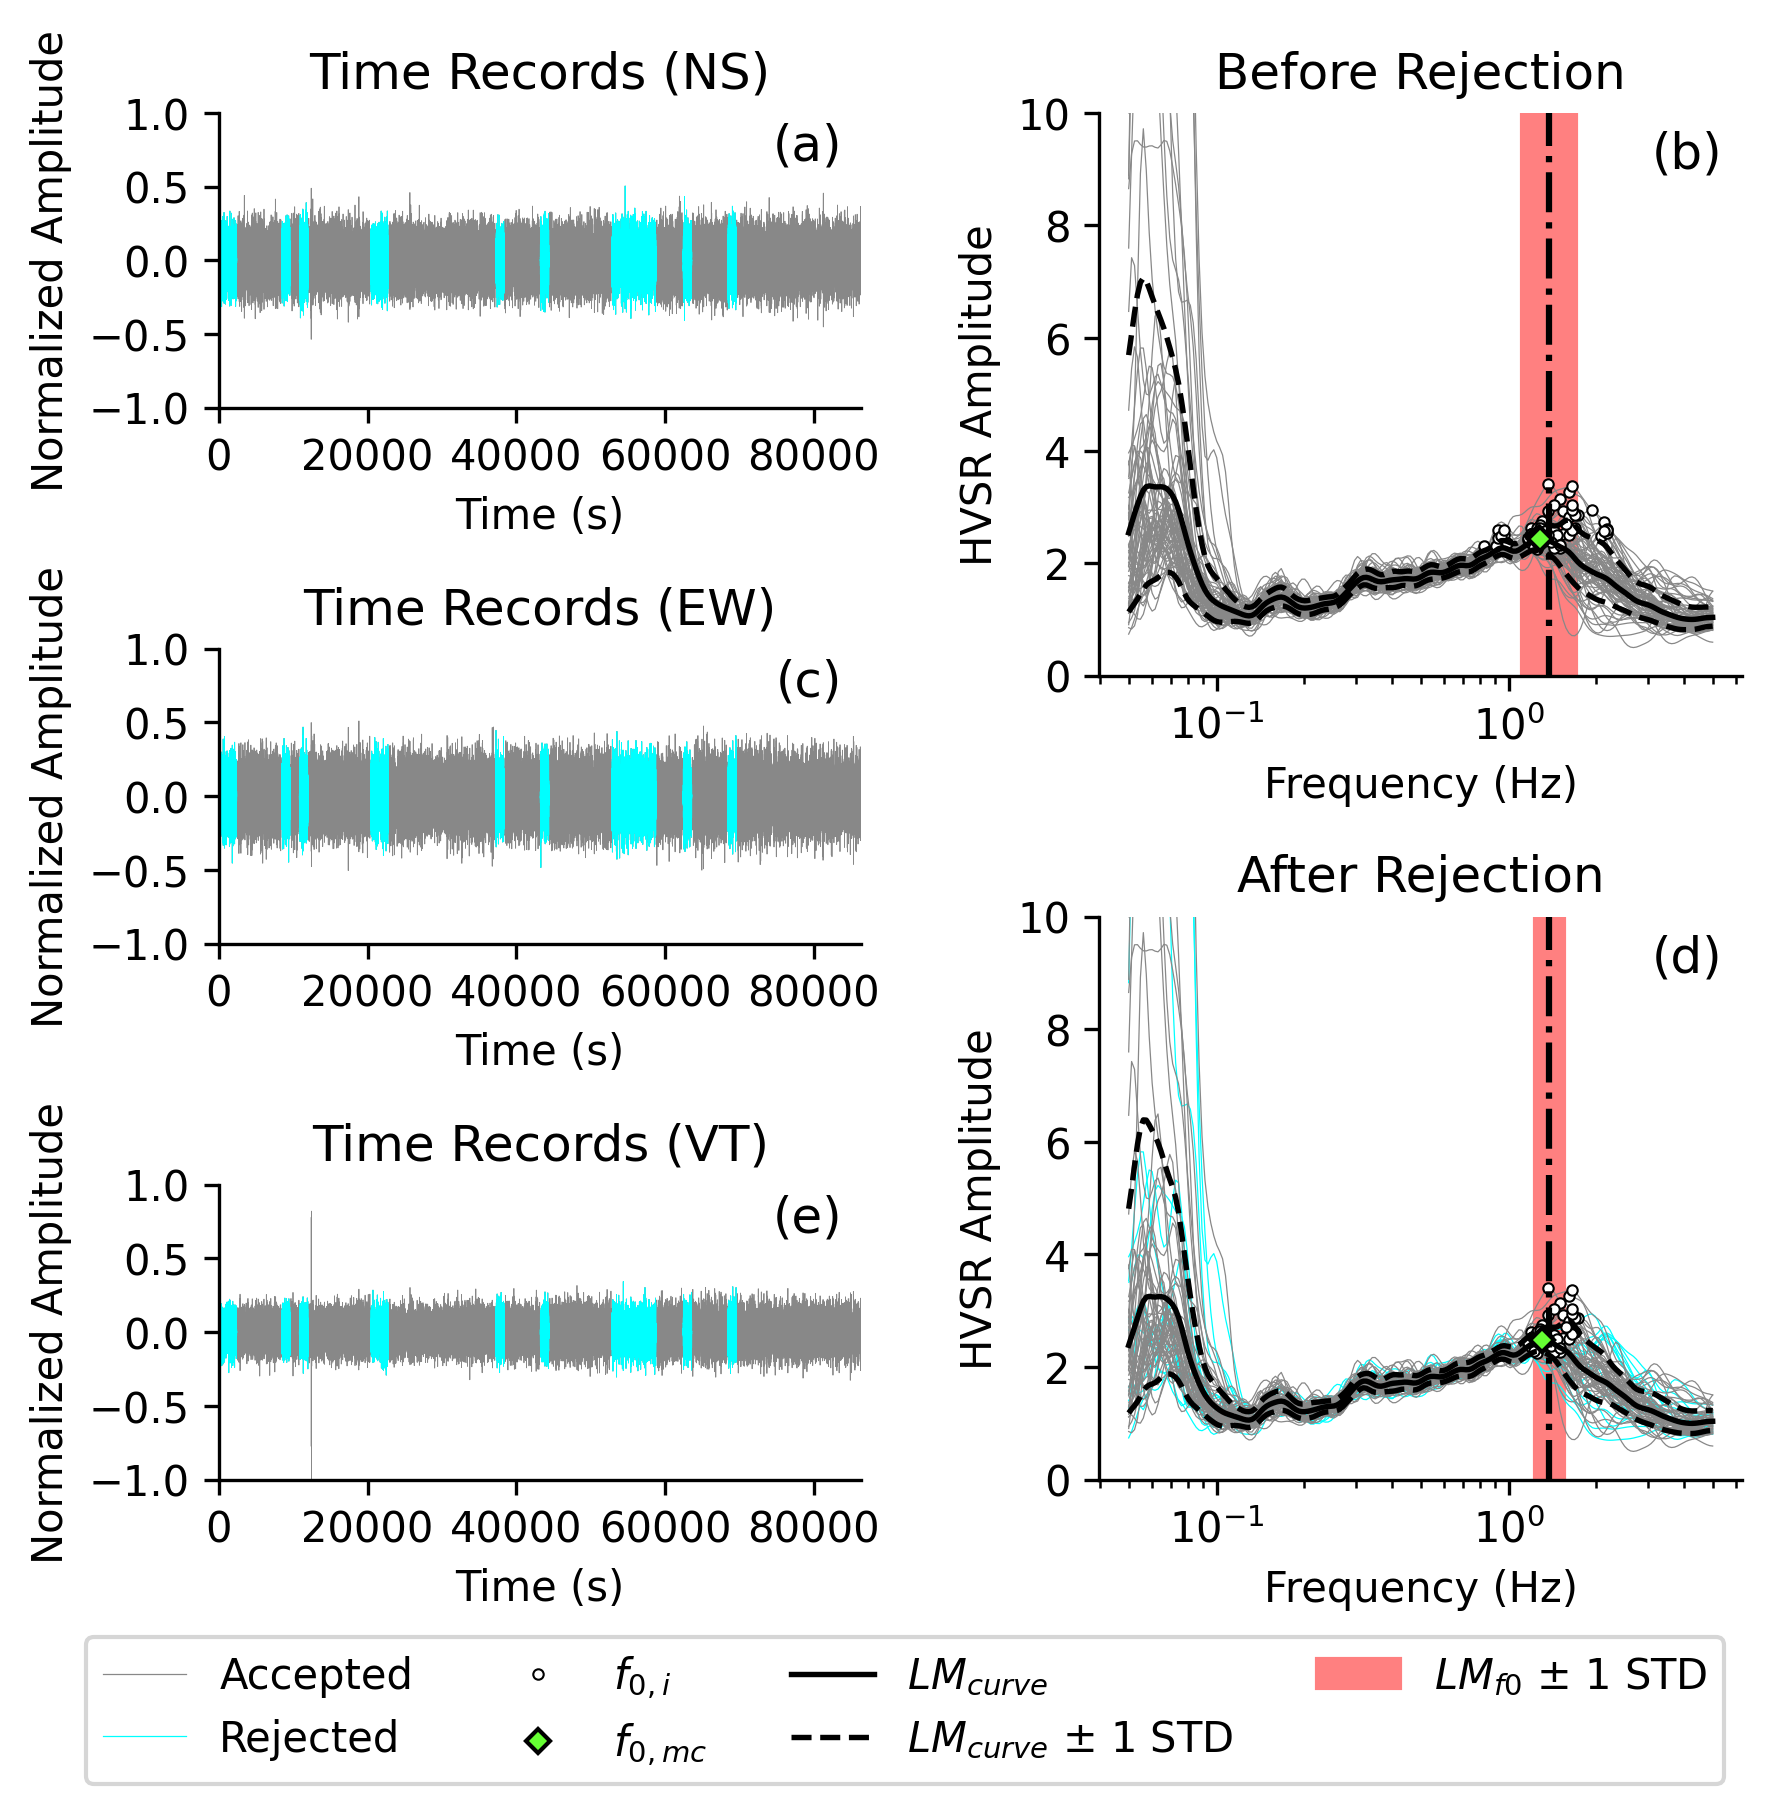 Time Records (NS)
Normalized Amplitude
1.0
0.5
0.0
−0.5
−1.0
(a)
0 20000 40000 60000 80000
Time (s)
Before Rejection
HVSR Amplitude
10
8
6
4
2
0
(b)
10⁻¹ 10⁰
Frequency (Hz)
Time Records (EW)
Normalized Amplitude
1.0
0.5
0.0
−0.5
−1.0
(c)
0 20000 40000 60000 80000
Time (s)
After Rejection
HVSR Amplitude
10
8
6
4
2
0
(d)
10⁻¹ 10⁰
Frequency (Hz)
Time Records (VT)
Normalized Amplitude
1.0
0.5
0.0
−0.5
−1.0
(e)
0 20000 40000 60000 80000
Time (s)
Accepted
Rejected
f0,i
f0,mc
LMcurve
LMcurve ± 1 STD
LMf0 ± 1 STD